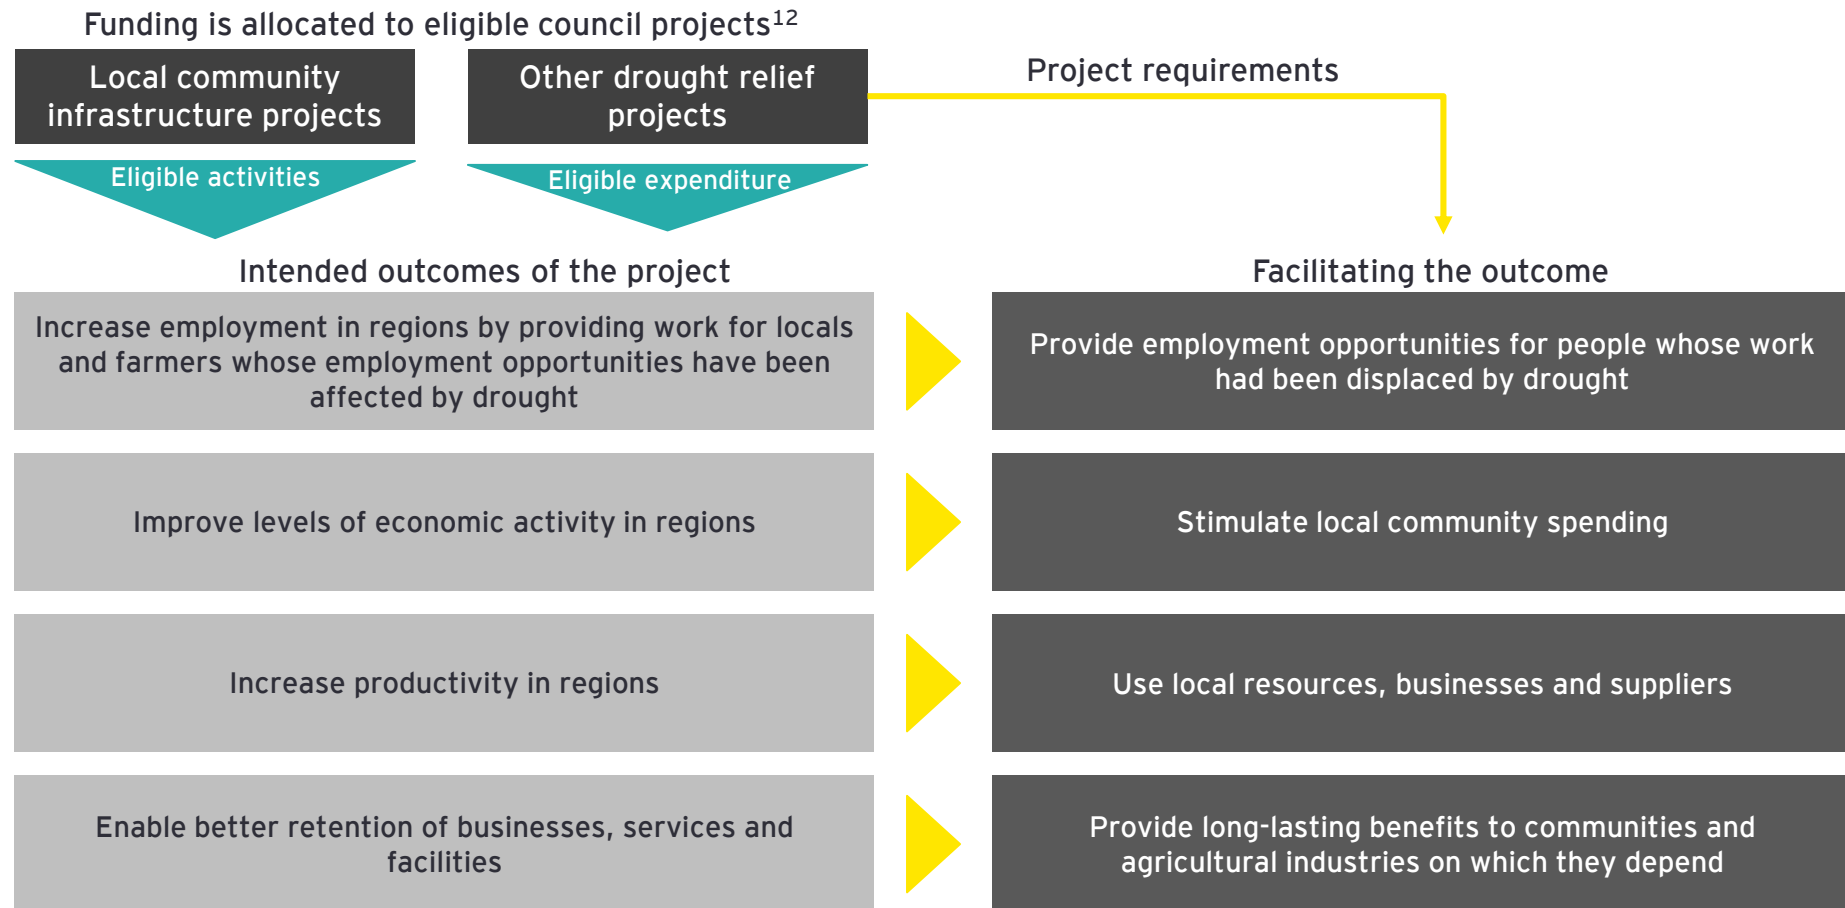 Funding is allocated to eligible council projects12
Local community
infrastructure projects
Other drought relief
projects
Project requirements
Eligible activities
Eligible expenditure
Intended outcomes of the project
Facilitating the outcome
Increase employment in regions by providing work for locals
and farmers whose employment opportunities have been
affected by drought
Provide employment opportunities for people whose work
had been displaced by drought
Improve levels of economic activity in regions
Stimulate local community spending
Increase productivity in regions
Use local resources, businesses and suppliers
Enable better retention of businesses, services and
facilities
Provide long-lasting benefits to communities and
agricultural industries on which they depend